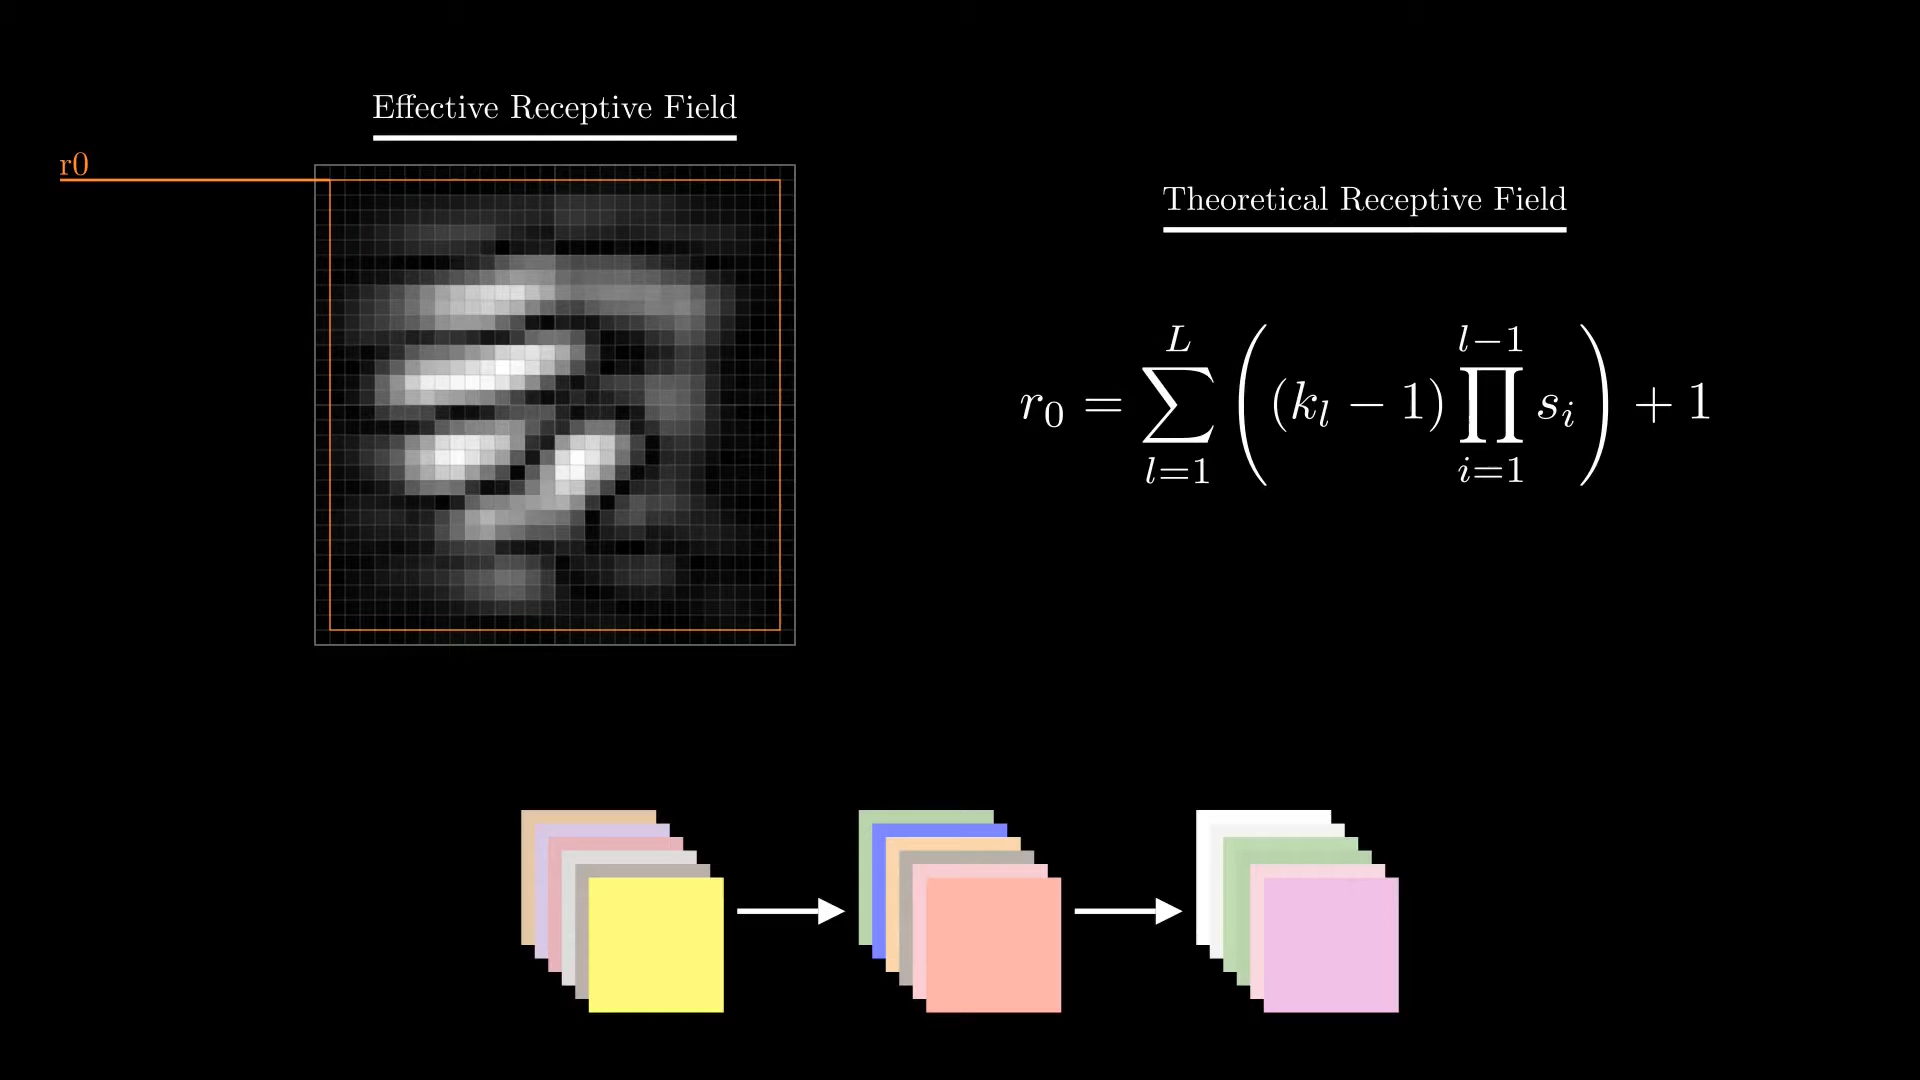 Effective Receptive Field
r0
Theoretical Receptive Field
r_0 = \sum_{l=1}^{L} \left( (k_l - 1) \prod_{i=1}^{l-1} s_i \right) + 1